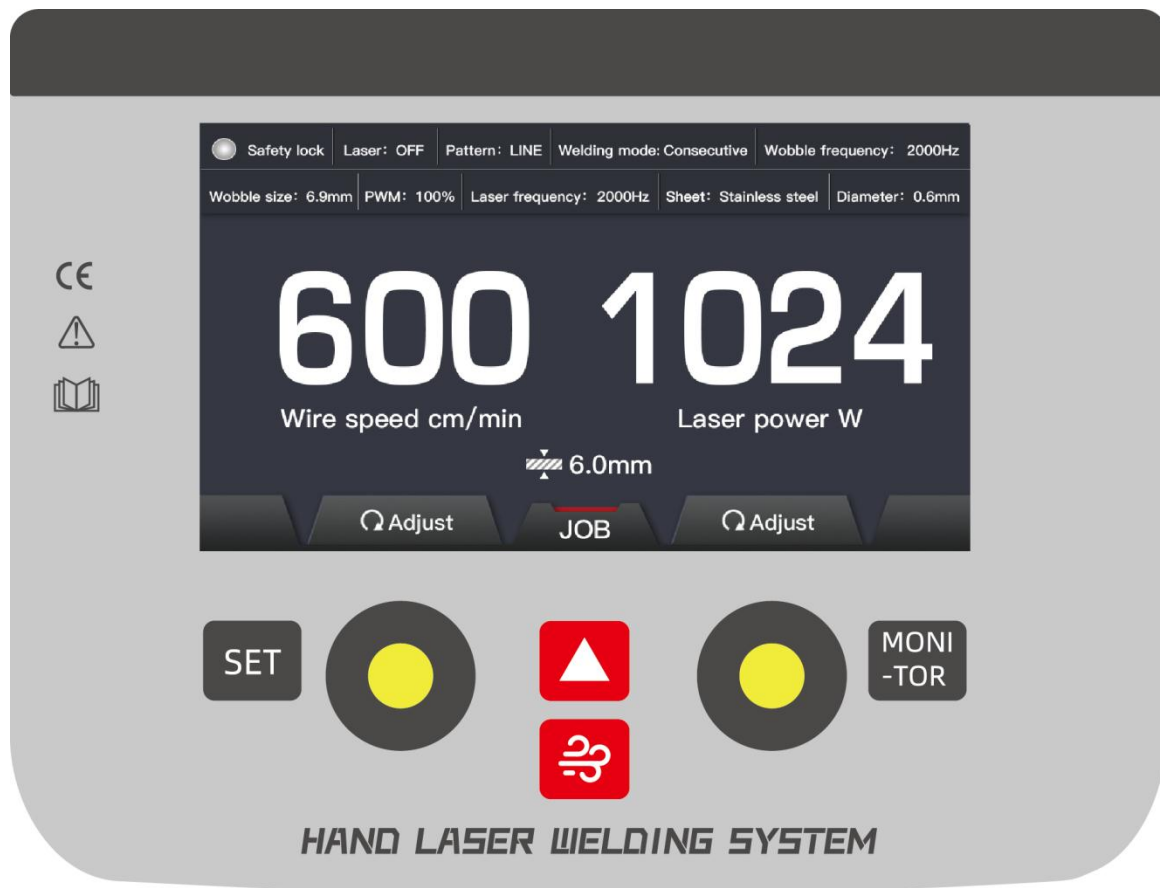 Safety lock Laser: OFF Pattern: LINE Welding mode: Consecutive Wobble frequency: 2000Hz
Wobble size: 6.9mm PWM: 100% Laser frequency: 2000Hz Sheet: Stainless steel Diameter: 0.6mm
CE
600 1024
Wire speed cm/min Laser power W
6.0mm
Adjust JOB Adjust
SET
MONI
-TOR
HAND LASER WELDING SYSTEM